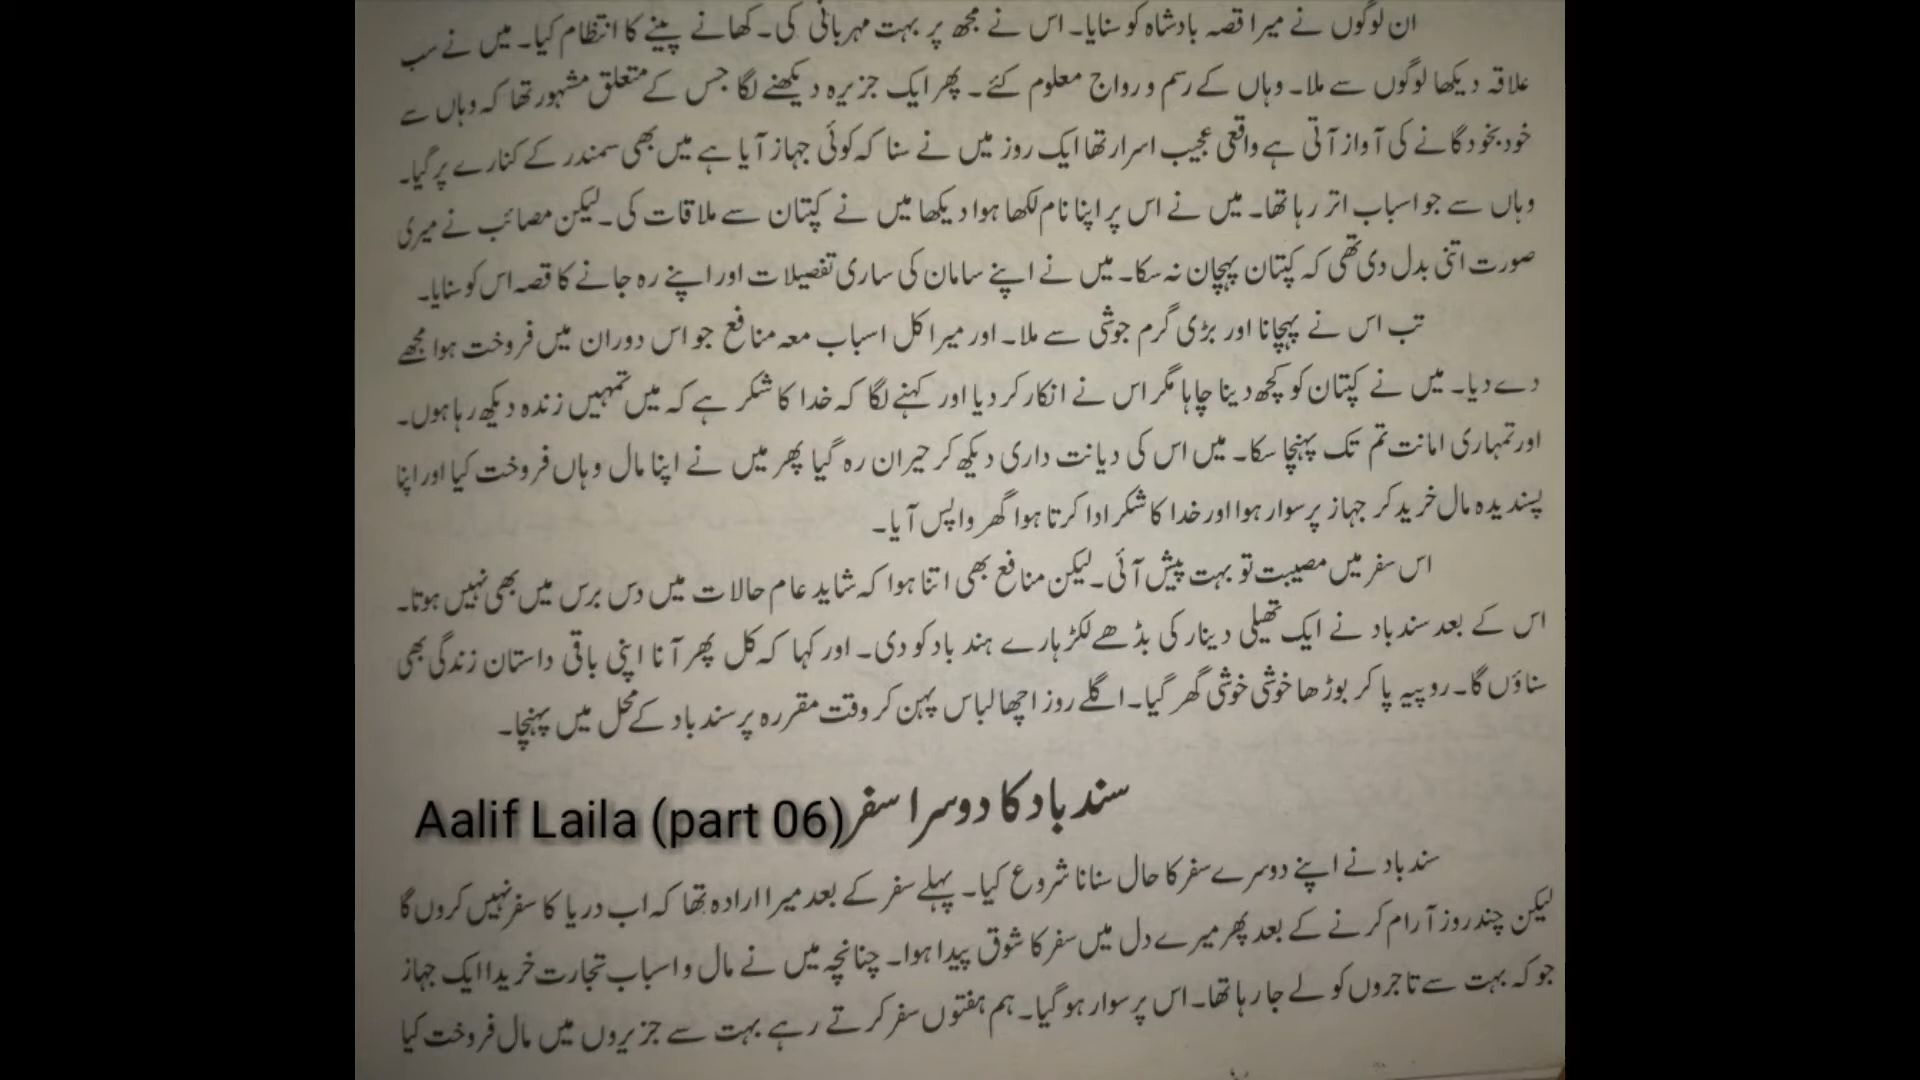 ان لوگوں نے میرا قصہ بادشاہ کو سنایا۔ اس نے مجھ پر بہت مہربانی کی۔ کھانے پینے کا انتظام کیا۔ میں نے سب
علاقہ دیکھا لوگوں سے ملا۔ وہاں کے رسم و رواج معلوم کئے۔ پھر ایک جزیرہ دیکھنے لگا جس کے متعلق مشہور تھا کہ وہاں سے
خود بخود گانے کی آواز آتی ہے واقعی عجیب اسرار تھا ایک روز میں نے سنا کہ کوئی جہاز آیا ہے میں بھی سمندر کے کنارے پر گیا۔
وہاں سے جو اسباب اتر رہا تھا۔ میں نے اس پر اپنا نام لکھا ہوا دیکھا میں نے کپتان سے ملاقات کی۔ لیکن مصائب نے میری
صورت اتنی بدل دی تھی کہ کپتان پہچان نہ سکا۔ میں نے اپنے سامان کی ساری تفصیلات اور اپنے رہ جانے کا قصہ اس کو سنایا۔
تب اس نے پہچانا اور بڑی گرم جوشی سے ملا۔ اور میرا کل اسباب معہ منافع جو اس دوران میں فروخت ہوا مجھے
دے دیا۔ میں نے کپتان کو کچھ دینا چاہا مگر اس نے انکار کر دیا اور کہنے لگا کہ خدا کا شکر ہے کہ میں تمہیں زندہ دیکھ رہا ہوں۔
اور تمہاری امانت تم تک پہنچا سکا۔ میں اس کی دیانت داری دیکھ کر حیران رہ گیا پھر میں نے اپنا مال وہاں فروخت کیا اور اپنا
پسندیدہ مال خرید کر جہاز پر سوار ہوا اور خدا کا شکر ادا کرتا ہوا گھر واپس آیا۔
اس سفر میں مصیبت تو بہت پیش آئی۔ لیکن منافع بھی اتنا ہوا کہ شاید عام حالات میں دس برس میں بھی نہیں ہوتا۔
اس کے بعد سندباد نے ایک تھیلی دینار کی بڈھے لکڑہارے ہندباد کو دی۔ اور کہا کہ کل پھر آنا اپنی باقی داستان زندگی بھی
سناؤں گا۔ روپیہ پا کر بوڑھا خوشی خوشی گھر گیا۔ اگلے روز اچھا لباس پہن کر وقت مقررہ پر سندباد کے محل میں پہنچا۔
سندباد کا دوسرا سفر Aalif Laila (part 06)
سندباد نے اپنے دوسرے سفر کا حال سنانا شروع کیا۔ پہلے سفر کے بعد میرا ارادہ تھا کہ اب دریا کا سفر نہیں کروں گا
لیکن چند روز آرام کرنے کے بعد پھر میرے دل میں سفر کا شوق پیدا ہوا۔ چنانچہ میں نے مال و اسباب تجارت خریدا ایک جہاز
جو کہ بہت سے تاجروں کو لے جا رہا تھا۔ اس پر سوار ہو گیا۔ ہم ہفتوں سفر کرتے رہے بہت سے جزیروں میں مال فروخت کیا